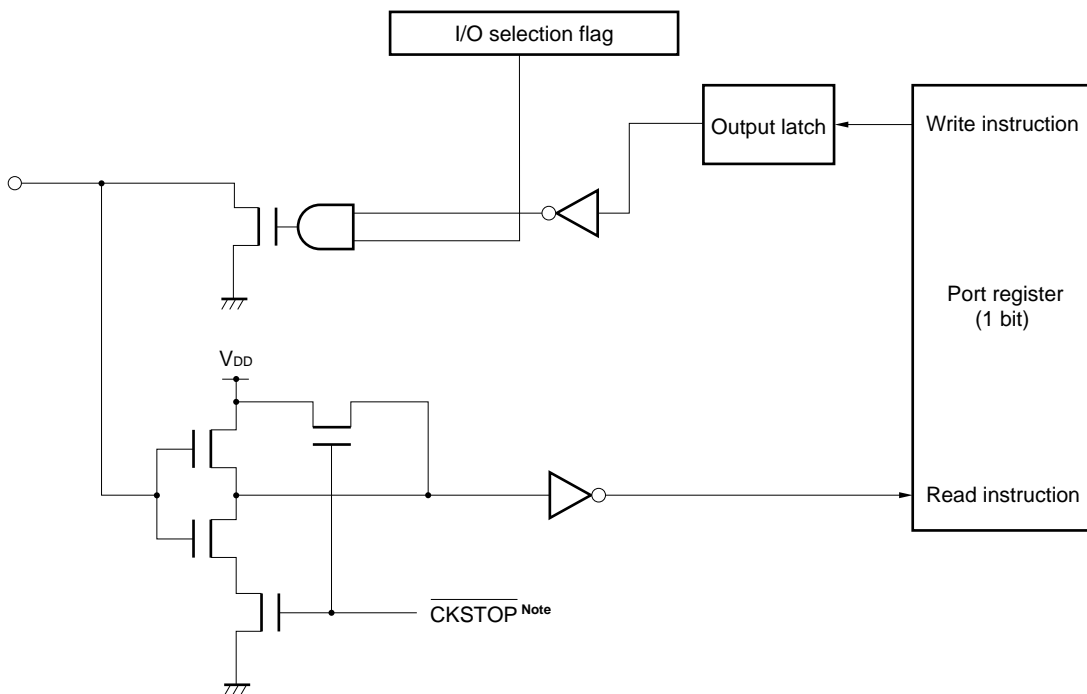 I/O selection flag
Output latch
Write instruction
Port register
(1 bit)
VDD
Read instruction
CKSTOP Note